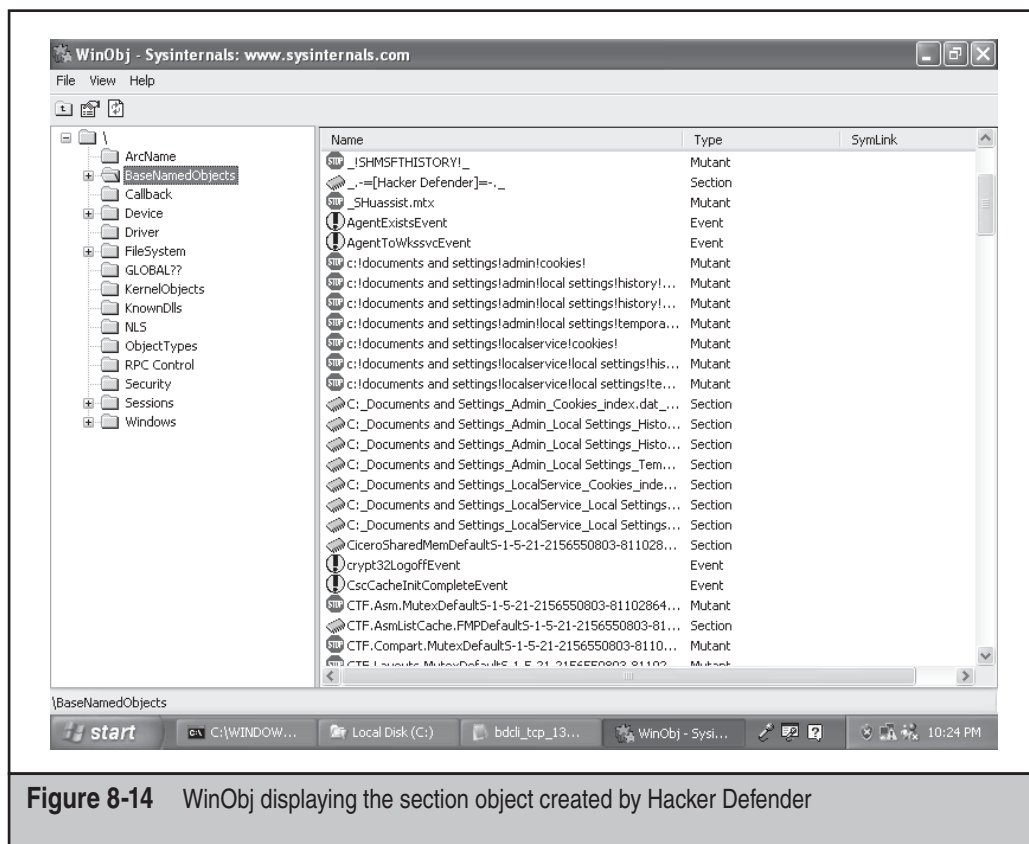 WinObj - Sysinternals: www.sysinternals.com
File View Help
\
ArcName
BaseNamedObjects
Callback
Device
Driver
FileSystem
GLOBAL??
KernelObjects
KnownDlls
NLS
ObjectTypes
RPC Control
Security
Sessions
Windows
Name Type SymLink
_!SHMSFTHISTORY!_ Mutant
_.-=[Hacker Defender]=-._ Section
_SHuassist.mtx Mutant
AgentExistsEvent Event
AgentToWkssvcEvent Event
c:!documents and settings!admin!cookies! Mutant
c:!documents and settings!admin!local settings!history!... Mutant
c:!documents and settings!admin!local settings!history!... Mutant
c:!documents and settings!admin!local settings!tempora... Mutant
c:!documents and settings!localservice!cookies! Mutant
c:!documents and settings!localservice!local settings!his... Mutant
c:!documents and settings!localservice!local settings!te... Mutant
C:_Documents and Settings_Admin_Cookies_index.dat_... Section
C:_Documents and Settings_Admin_Local Settings_Histo... Section
C:_Documents and Settings_Admin_Local Settings_Histo... Section
C:_Documents and Settings_Admin_Local Settings_Tem... Section
C:_Documents and Settings_LocalService_Cookies_inde... Section
C:_Documents and Settings_LocalService_Local Settings... Section
C:_Documents and Settings_LocalService_Local Settings... Section
CiceroSharedMemDefaultS-1-5-21-2156550803-811028... Section
crypt32LogoffEvent Event
CscCacheInitCompleteEvent Event
CTF.Asm.MutexDefaultS-1-5-21-2156550803-81102864... Mutant
CTF.AsmListCache.FMPDefaultS-1-5-21-2156550803-81... Section
CTF.Compart.MutexDefaultS-1-5-21-2156550803-8110... Mutant
CTF.Layouts.MutexDefaultS-1-5-21-2156550803-81102... Mutant
\BaseNamedObjects
start C:\WINDOW... Local Disk (C:) bdcli_tcp_13... WinObj - Sysi... 10:24 PM
Figure 8-14 WinObj displaying the section object created by Hacker Defender